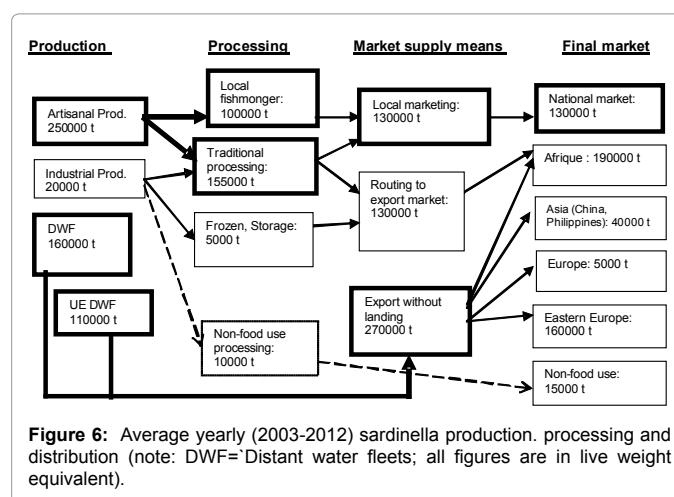 Production
Processing
Market supply means
Final market
Artisanal Prod.
250000 t
Industrial Prod.
20000 t
DWF
160000 t
UE DWF
110000 t
Local
fishmonger:
100000 t
Traditional
processing:
155000 t
Frozen, Storage:
5000 t
Non-food use
processing:
10000 t
Local marketing:
130000 t
Routing to
export market:
130000 t
Export without
landing
270000 t
National market:
130000 t
Afrique : 190000 t
Asia (China,
Philippines): 40000 t
Europe: 5000 t
Eastern Europe:
160000 t
Non-food use:
15000 t
Figure 6: Average yearly (2003-2012) sardinella production. processing and
distribution (note: DWF=`Distant water fleets; all figures are in live weight
equivalent).